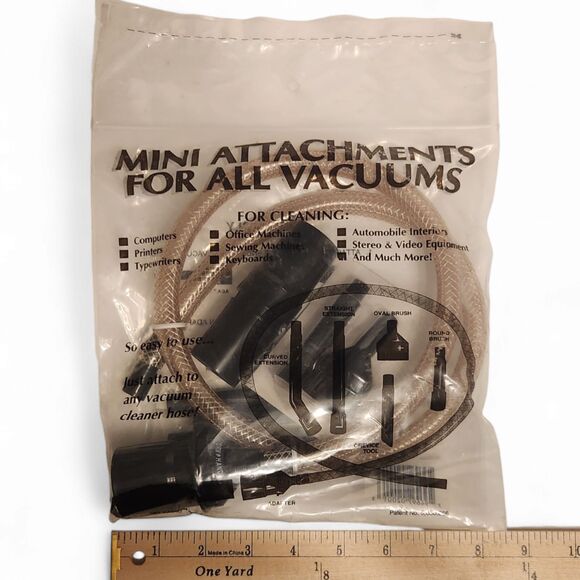 MINI ATTACHMENTS
FOR ALL VACUUMS
FOR CLEANING:
Computers
Printers
Typewriters
Office Machines
Sewing Machines
Keyboards
Automobile Interiors
Stereo & Video Equipment
And Much More!
So easy to use...
Just attach to
any vacuum
cleaner hose!
CURVED
EXTENSION
STRAIGHT
EXTENSION
OVAL BRUSH
ROUND
BRUSH
CREVICE
TOOL
ADAPTER
Patent No.
1 2 3 4 5 6 7 8 9 10
Made in China
One Yard
1/8 1/4